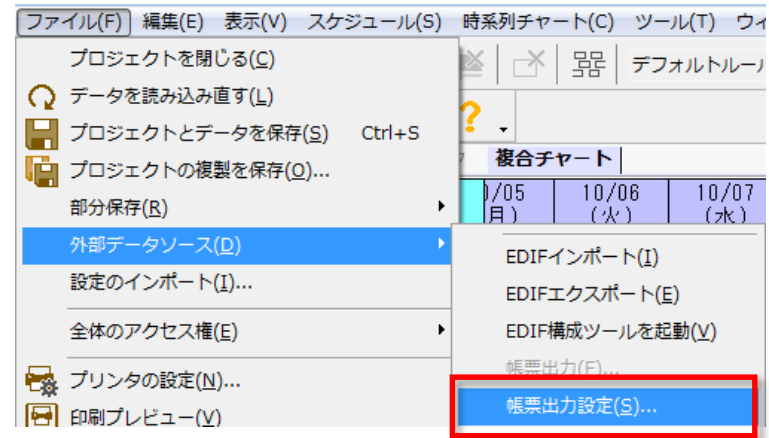 ファイル(F) 編集(E) 表示(V) スケジュール(S) 時系列チャート(C) ツール(T) ウィ
プロジェクトを閉じる(C)
データを読み込み直す(L)
プロジェクトとデータを保存(S) Ctrl+S
プロジェクトの複製を保存(O)...
部分保存(R)
外部データソース(D)
設定のインポート(I)...
全体のアクセス権(E)
プリンタの設定(N)...
印刷プレビュー(V)
デフォルトルール
複合チャート
/05 10/06 10/07
月) (火) (水)
EDIFインポート(I)
EDIFエクスポート(E)
EDIF構成ツールを起動(V)
帳票出力(F)...
帳票出力設定(S)...